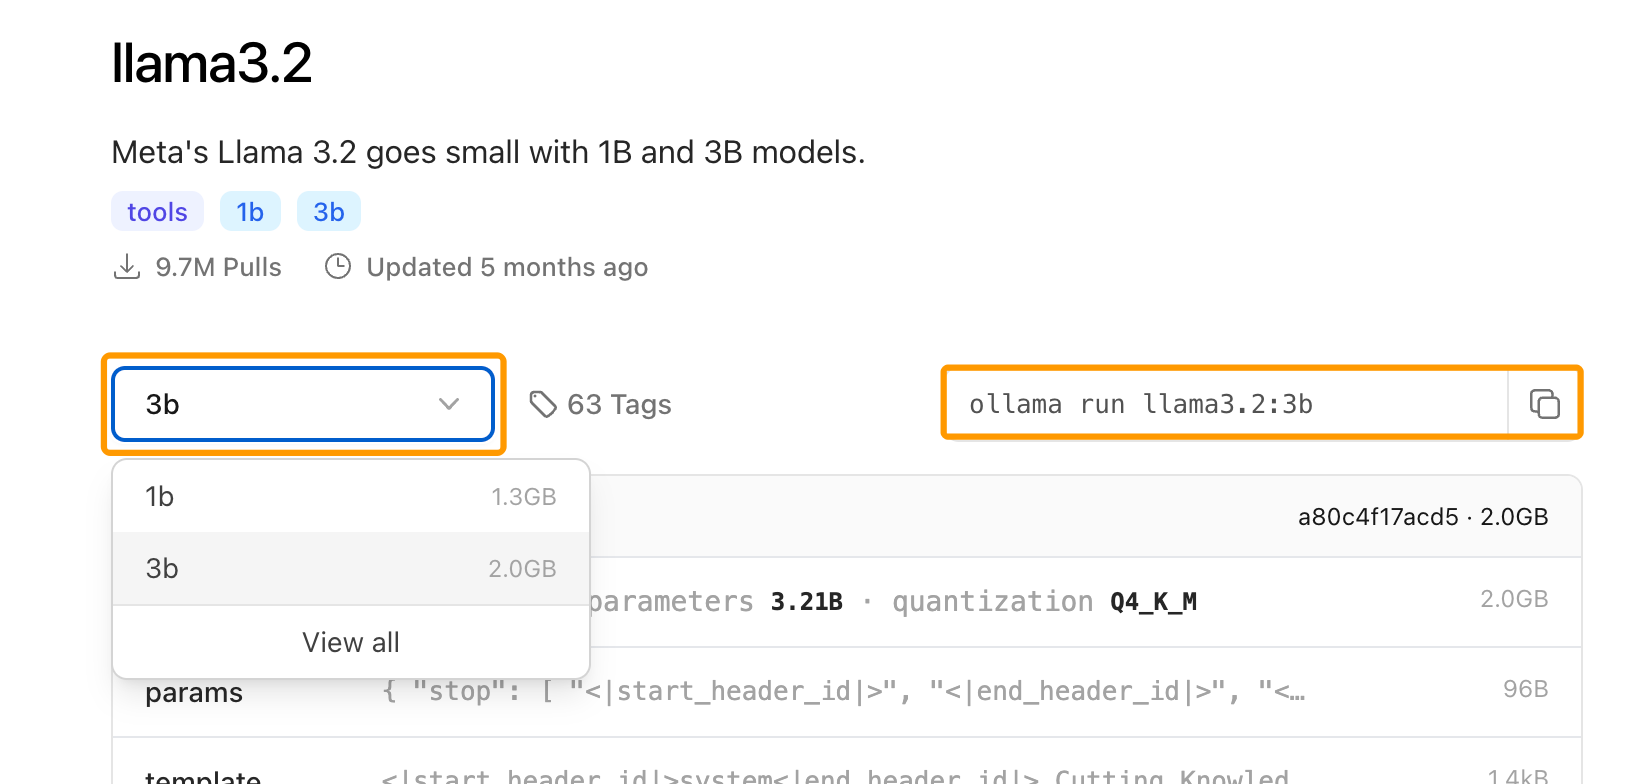 llama3.2
Meta's Llama 3.2 goes small with 1B and 3B models.
tools 1b 3b
9.7M Pulls Updated 5 months ago
3b 63 Tags ollama run llama3.2:3b
1b 1.3GB
a80c4f17acd5 · 2.0GB
3b 2.0GB
parameters 3.21B · quantization Q4_K_M 2.0GB
View all
params { "stop": [ "<|start_header_id|>", "<|end_header_id|>", "<…
96B
template <|start_header_id|>system<|end_header_id|> Cutting Knowled 1.4kB